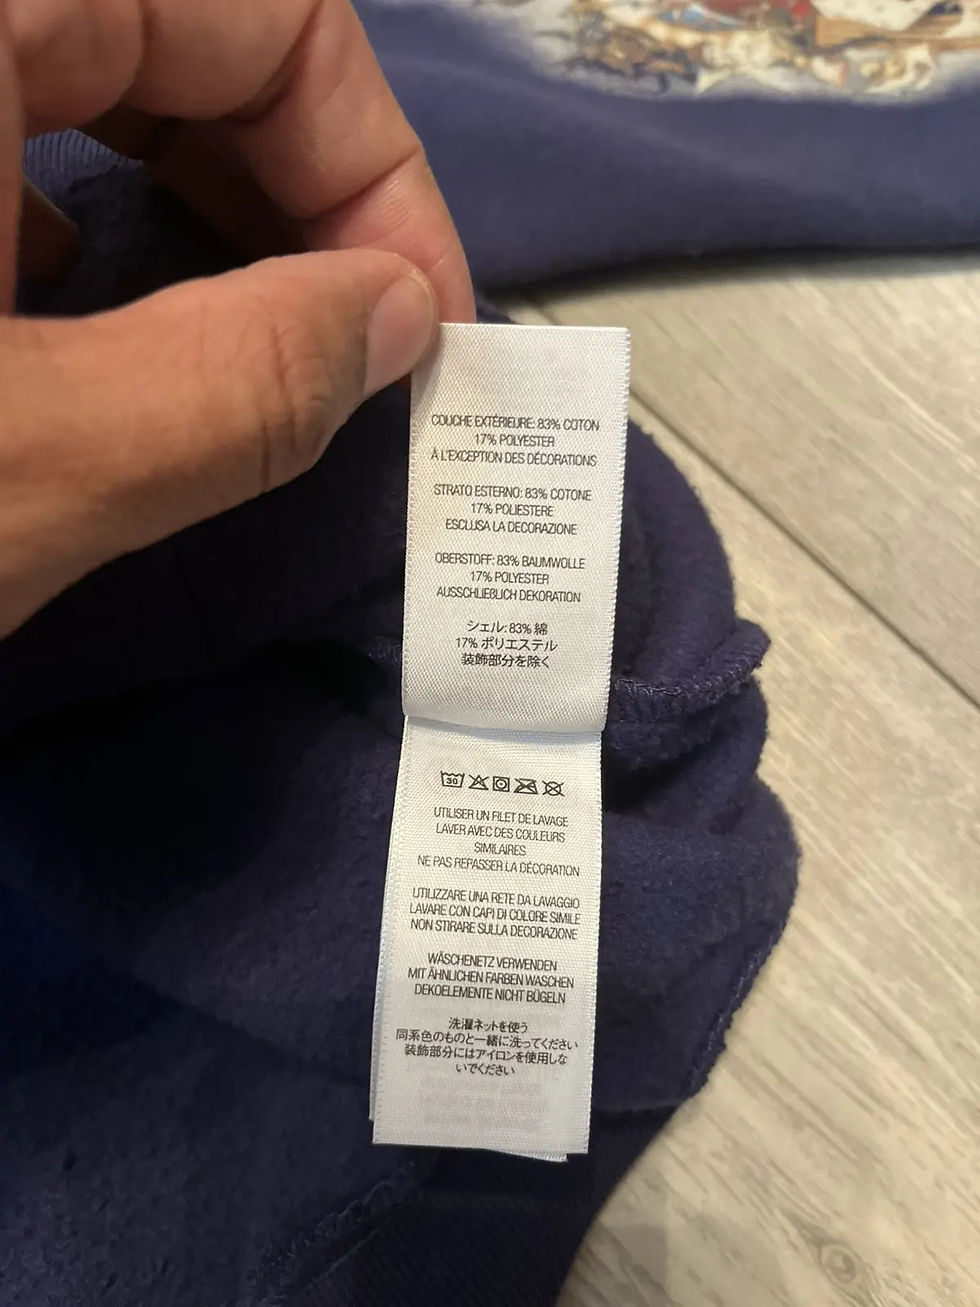 COUCHE EXTÉRIEURE: 83% COTON
17% POLYESTER
À L'EXCEPTION DES DÉCORATIONS
STRATO ESTERNO: 83% COTONE
17% POLIESTERE
ESCLUSA LA DECORAZIONE
OBERSTOFF: 83% BAUMWOLLE
17% POLYESTER
AUSSCHLIEßLICH DEKORATION
シェル: 83% 綿
17% ポリエステル
装飾部分を除く
30
UTILISER UN FILET DE LAVAGE
LAVER AVEC DES COULEURS
SIMILAIRES
NE PAS REPASSER LA DÉCORATION
UTILIZZARE UNA RETE DA LAVAGGIO
LAVARE CON CAPI DI COLORE SIMILE
NON STIRARE SULLA DECORAZIONE
WÄSCHENETZ VERWENDEN
MIT ÄHNLICHEN FARBEN WASCHEN
DEKOELEMENTE NICHT BÜGELN
洗濯ネットを使う
同系色のものと一緒に洗ってください
装飾部分にはアイロンを使用しな
いでください